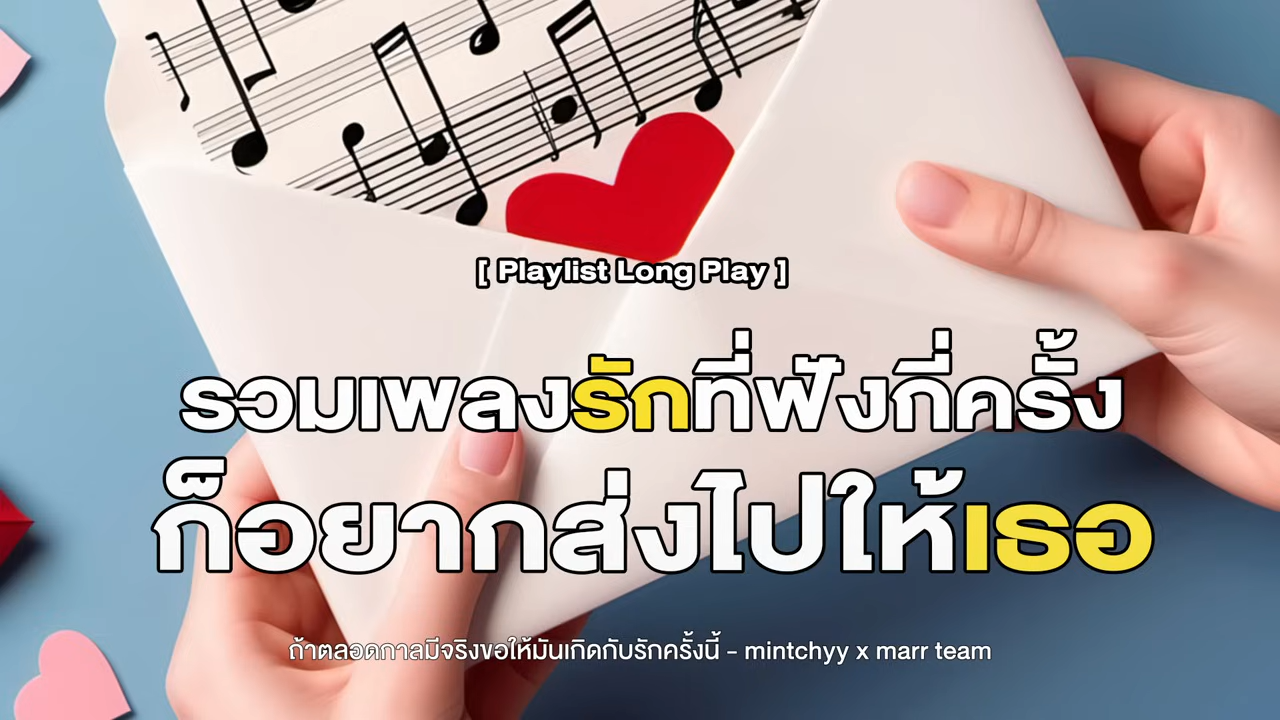 [ Playlist Long Play ]
รวมเพลงรักที่ฟังกี่ครั้ง
ก็อยากส่งไปให้เธอ
ถ้าตลอดกาลมีจริงขอให้มันเกิดกับรักครั้งนี้ - mintchyy x marr team